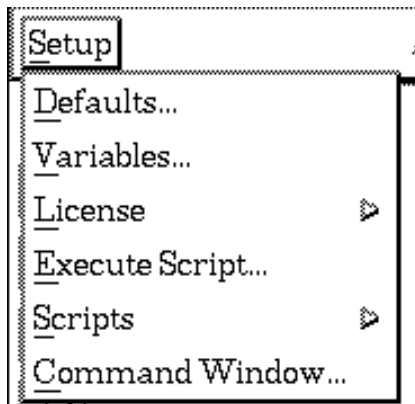 Setup
Defaults...
Variables...
License
Execute Script...
Scripts
Command Window...